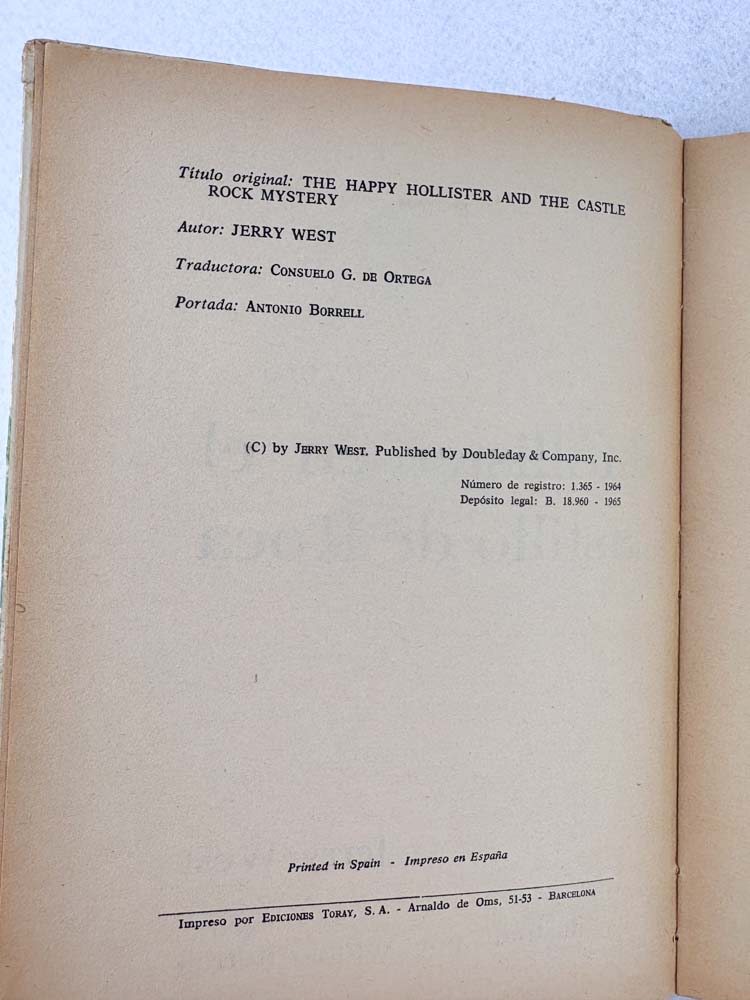 Título original: THE HAPPY HOLLISTER AND THE CASTLE
ROCK MYSTERY
Autor: JERRY WEST
Traductora: CONSUELO G. DE ORTEGA
Portada: ANTONIO BORRELL
(C) by JERRY WEST. Published by Doubleday & Company, Inc.
Número de registro: 1.365 - 1964
Depósito legal: B. 18.960 - 1965
Printed in Spain - Impreso en España
Impreso por EDICIONES TORAY, S. A. - Arnaldo de Oms, 51-53 - BARCELONA